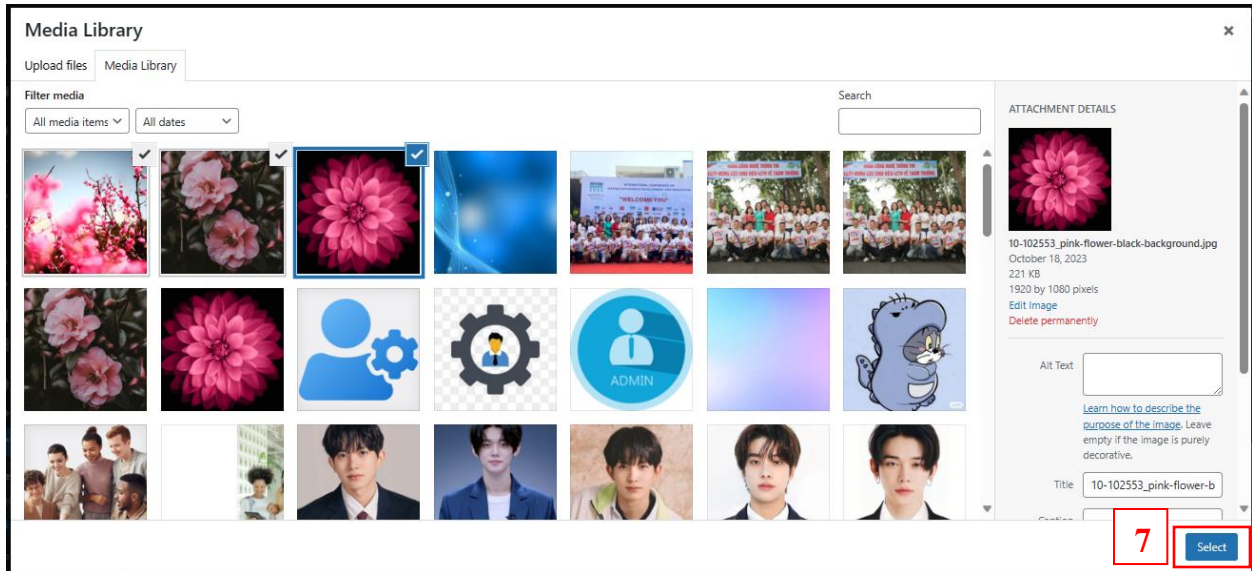 Media Library
×
Upload files
Media Library
Filter media
All media items
All dates
Search
ATTACHMENT DETAILS
"WELCOME YOU"
10-102553_pink-flower-black-background.jpg
October 18, 2023
221 KB
1920 by 1080 pixels
Edit Image
Delete permanently
ADMIN
Alt Text
Learn how to describe the
purpose of the image. Leave
empty if the image is purely
decorative.
Title
10-102553_pink-flower-b
Caption
7
Select